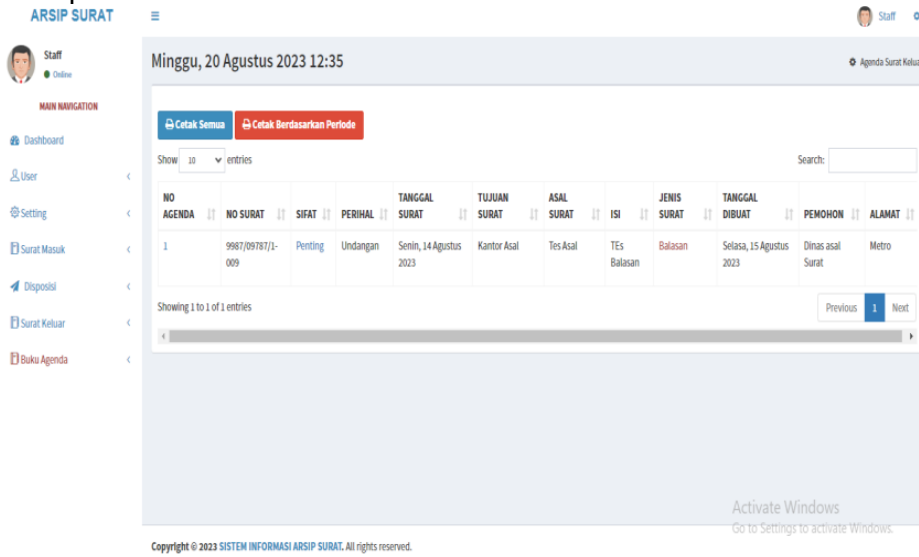 ARSIP SURAT
Staff
Staff
Online
MAIN NAVIGATION
Dashboard
User
Setting
Surat Masuk
Disposisi
Surat Keluar
Buku Agenda
Minggu, 20 Agustus 2023 12:35
Agenda Surat Kelua
Cetak Semua Cetak Berdasarkan Periode
Show 10 entries Search:
NO AGENDA NO SURAT SIFAT PERIHAL TANGGAL SURAT TUJUAN SURAT ASAL SURAT ISI JENIS SURAT TANGGAL DIBUAT PEMOHON ALAMAT
1 9987/09787/1-009 Penting Undangan Senin, 14 Agustus 2023 Kantor Asal Tes Asal TEs Balasan Balasan Selasa, 15 Agustus 2023 Dinas asal Surat Metro
Showing 1 to 1 of 1 entries Previous 1 Next
Activate Windows
Go to Settings to activate Windows.
Copyright © 2023 SISTEM INFORMASI ARSIP SURAT. All rights reserved.